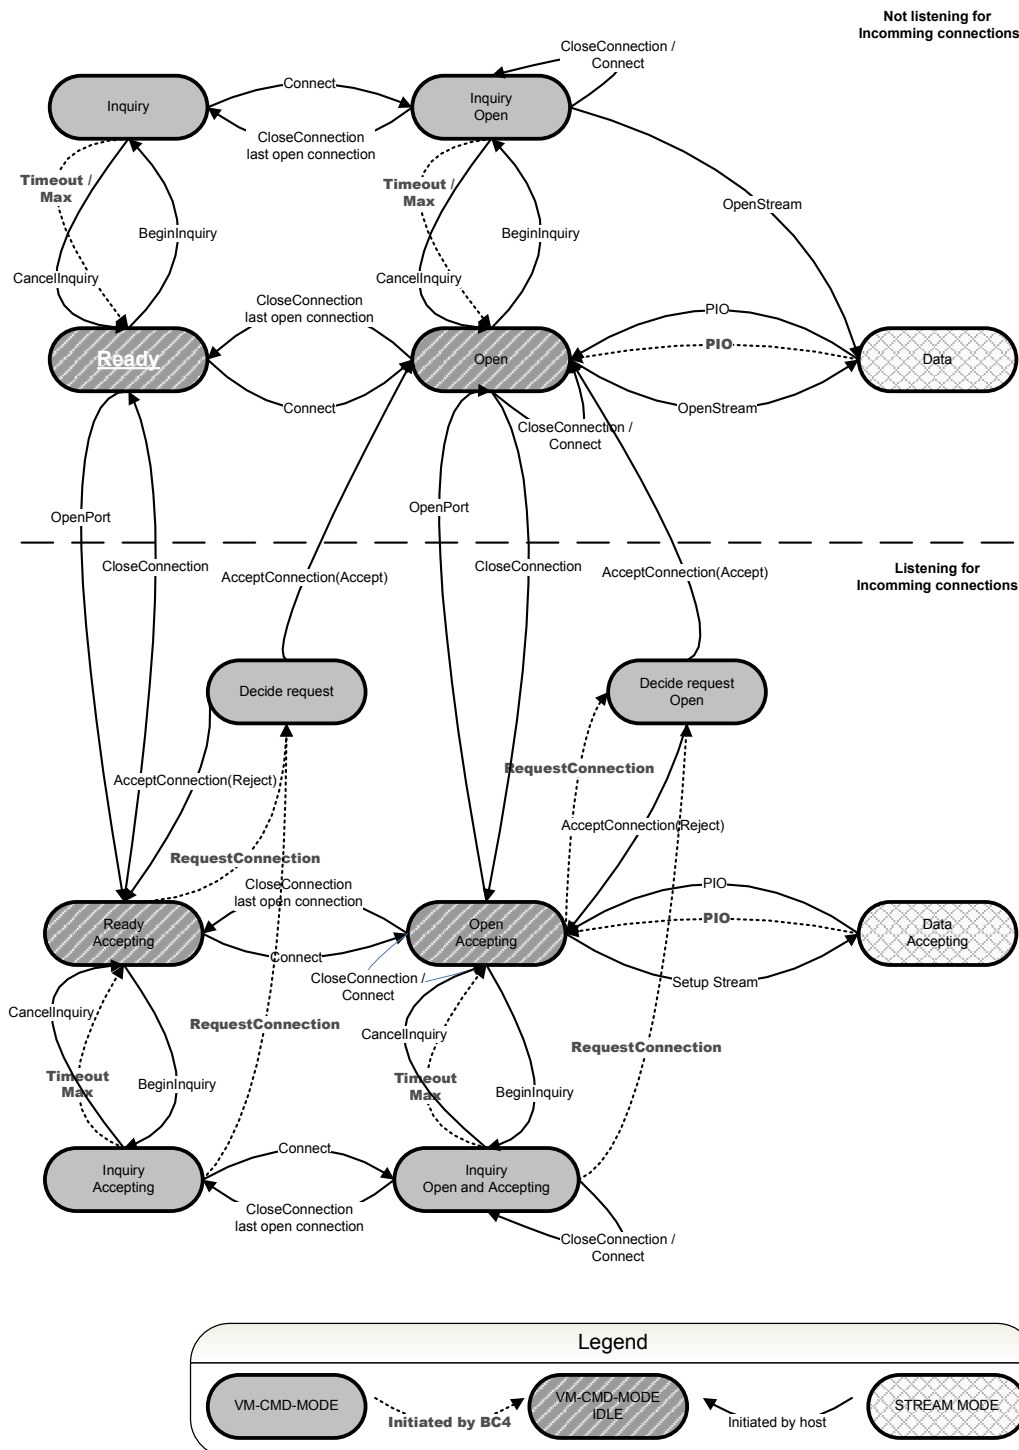 Not listening for
Incomming connections
CloseConnection /
Connect
Inquiry
Connect
Inquiry
Open
CloseConnection
last open connection
Timeout /
Max
Timeout /
Max
OpenStream
BeginInquiry
BeginInquiry
CancelInquiry
CancelInquiry
CloseConnection
last open connection
PIO
Ready
Open
PIO
Data
Connect
OpenStream
CloseConnection /
Connect
OpenPort
OpenPort
CloseConnection
CloseConnection
Listening for
Incomming connections
AcceptConnection(Accept)
AcceptConnection(Accept)
Decide request
Decide request
Open
RequestConnection
AcceptConnection(Reject)
AcceptConnection(Reject)
RequestConnection
CloseConnection
last open connection
PIO
Ready
Accepting
Open
Accepting
PIO
Data
Accepting
Connect
CloseConnection /
Connect
Setup Stream
CancelInquiry
RequestConnection
CancelInquiry
RequestConnection
Timeout
Max
BeginInquiry
Timeout
Max
BeginInquiry
Inquiry
Accepting
Connect
Inquiry
Open and Accepting
CloseConnection
last open connection
CloseConnection /
Connect
Legend
VM-CMD-MODE
Initiated by BC4
VM-CMD-MODE
IDLE
Initiated by host
STREAM MODE